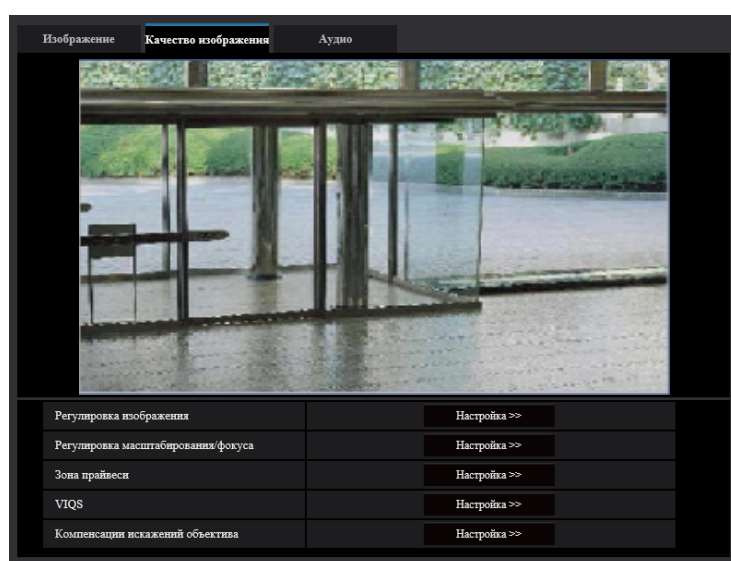 Изображение Качество изображения Аудио
Регулировка изображения Настройка >>
Регулировка масштабирования/фокуса Настройка >>
Зона прайвеси Настройка >>
VIQS Настройка >>
Компенсации искажений объектива Настройка >>